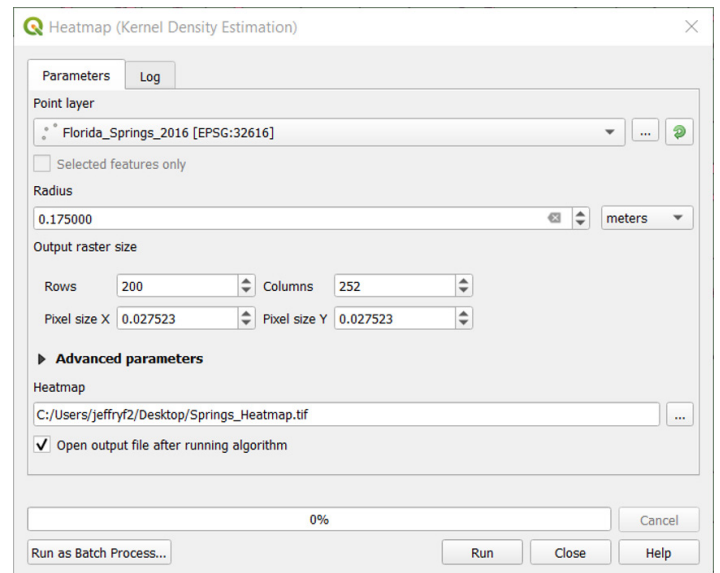 Heatmap (Kernel Density Estimation)
Parameters Log
Point layer
Florida_Springs_2016 [EPSG:32616] ...
Selected features only
Radius
0.175000 meters
Output raster size
Rows 200 Columns 252
Pixel size X 0.027523 Pixel size Y 0.027523
Advanced parameters
Heatmap
C:/Users/jeffryf2/Desktop/Springs_Heatmap.tif ...
Open output file after running algorithm
0% Cancel
Run as Batch Process... Run Close Help